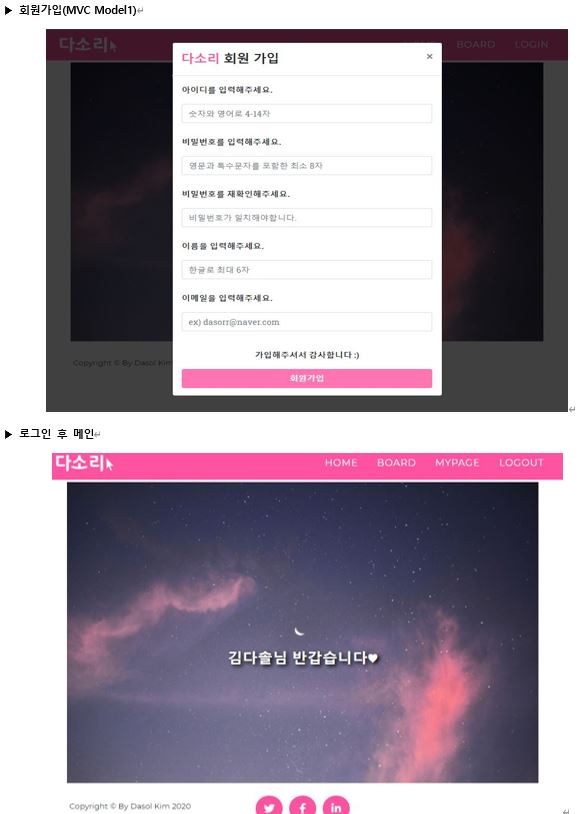 ▶ 회원가입(MVC Model1)
다소리 BOARD LOGIN
다소리 회원 가입 ×
아이디를 입력해주세요.
숫자와 영어로 4-14자
비밀번호를 입력해주세요.
영문과 특수문자를 포함한 최소 8자
비밀번호를 재확인해주세요.
비밀번호가 일치해야합니다.
이름을 입력해주세요.
한글로 최대 6자
이메일을 입력해주세요.
ex) dasorr@naver.com
Copyright © By Dasol Kim
가입해주셔서 감사합니다 :)
회원가입
▶ 로그인 후 메인
다소리 HOME BOARD MYPAGE LOGOUT
김다솔님 반갑습니다♥
Copyright © By Dasol Kim 2020